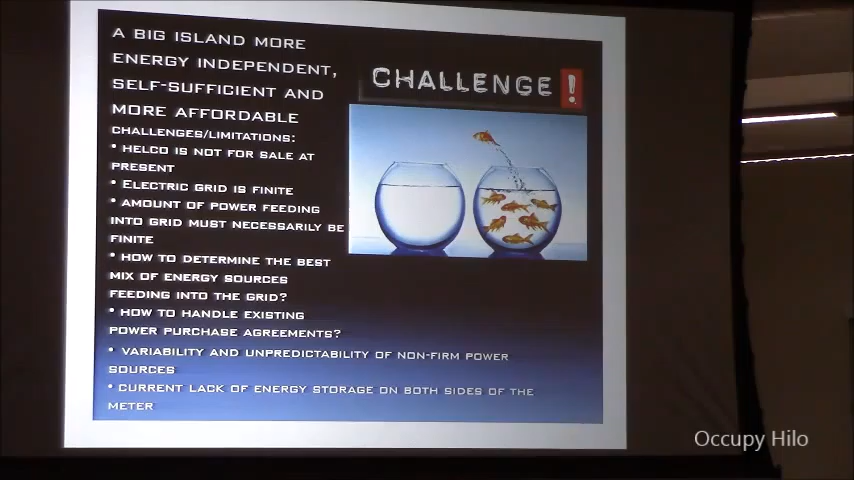 A BIG ISLAND MORE
ENERGY INDEPENDENT,
SELF-SUFFICIENT AND
MORE AFFORDABLE
CHALLENGES/LIMITATIONS:
• HELCO IS NOT FOR SALE AT
PRESENT
• ELECTRIC GRID IS FINITE
• AMOUNT OF POWER FEEDING
INTO GRID MUST NECESSARILY BE
FINITE
• HOW TO DETERMINE THE BEST
MIX OF ENERGY SOURCES
FEEDING INTO THE GRID?
• HOW TO HANDLE EXISTING
POWER PURCHASE AGREEMENTS?
• VARIABILITY AND UNPREDICTABILITY OF NON-FIRM POWER
SOURCES
• CURRENT LACK OF ENERGY STORAGE ON BOTH SIDES OF THE
METER
CHALLENGE !
Occupy Hilo